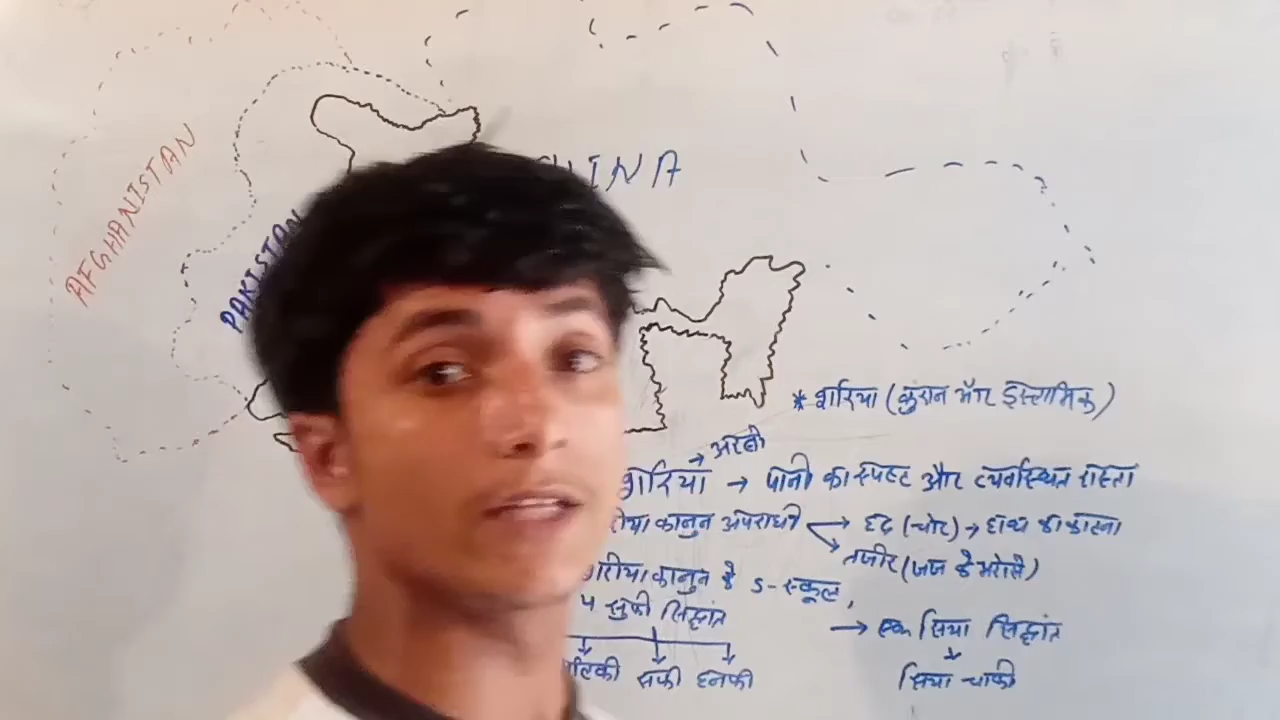 AFGHANISTAN
PAKISTAN
INA
* शरिया (कुरान और इस्लामिक)
→ अरबी
शरिया → पानी का स्पष्ट और व्यवस्थित रास्ता
कानुन अपराधी → हद (चोर) → हाथ को काटना
→ तजीर (जज के भरोसे)
शरीया कानुन के 5-स्कूल,
4 सुफी सिद्धांत
→ एक सिया सिद्धांत
सफी हनफी
सिया